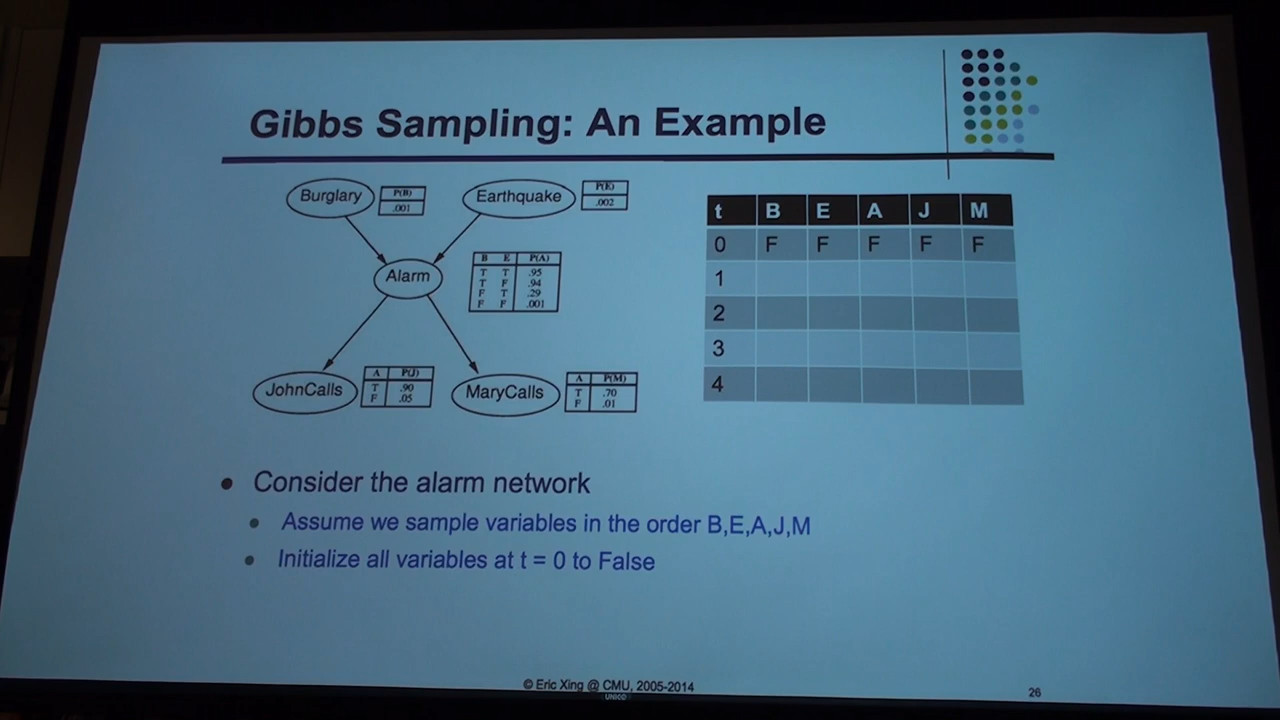 Gibbs Sampling: An Example
Burglary
P(B)
.001
Earthquake
P(E)
.002
Alarm
B E P(A)
T T .95
T F .94
F T .29
F F .001
JohnCalls
A P(J)
T .90
F .05
MaryCalls
A P(M)
T .70
F .01
t B E A J M
0 F F F F F
1
2
3
4
Consider the alarm network
Assume we sample variables in the order B,E,A,J,M
Initialize all variables at t = 0 to False
© Eric Xing @ CMU, 2005-2014
26